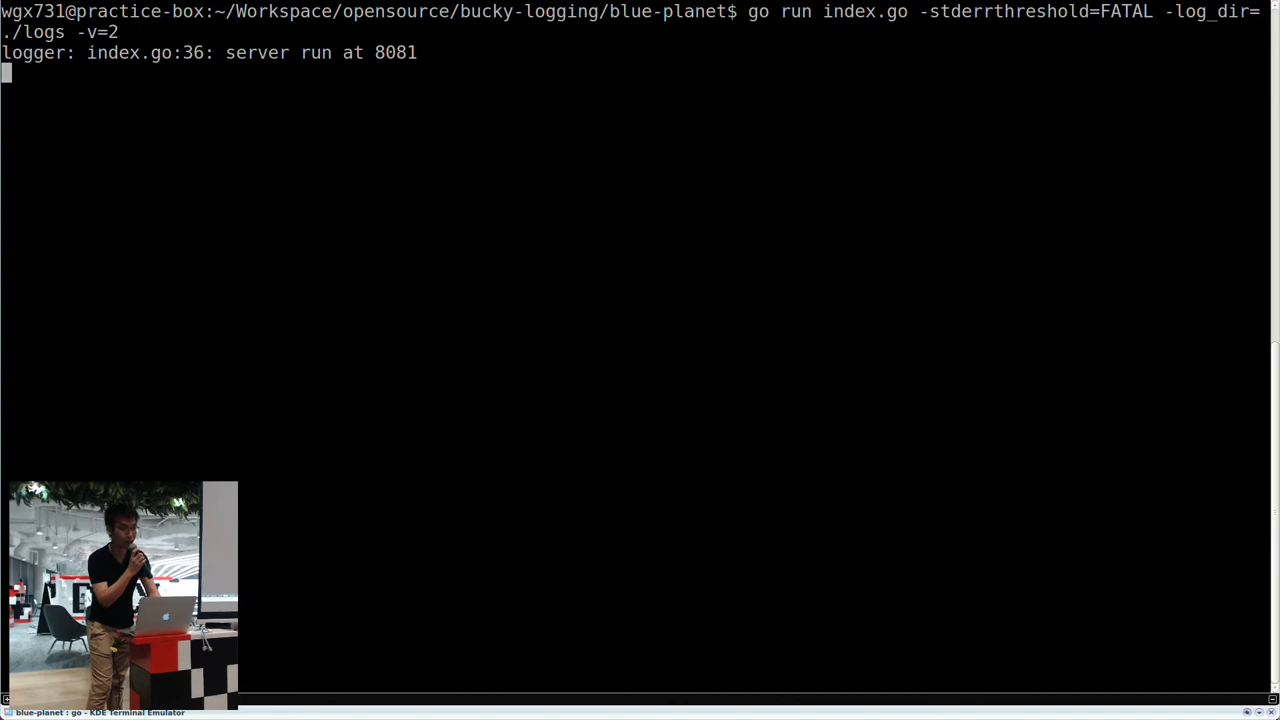 wgx731@practice-box:~/Workspace/opensource/bucky-logging/blue-planet$ go run index.go -stderrthreshold=FATAL -log_dir=
./logs -v=2
logger: index.go:36: server run at 8081
blue-planet : go - KDE Terminal Emulator